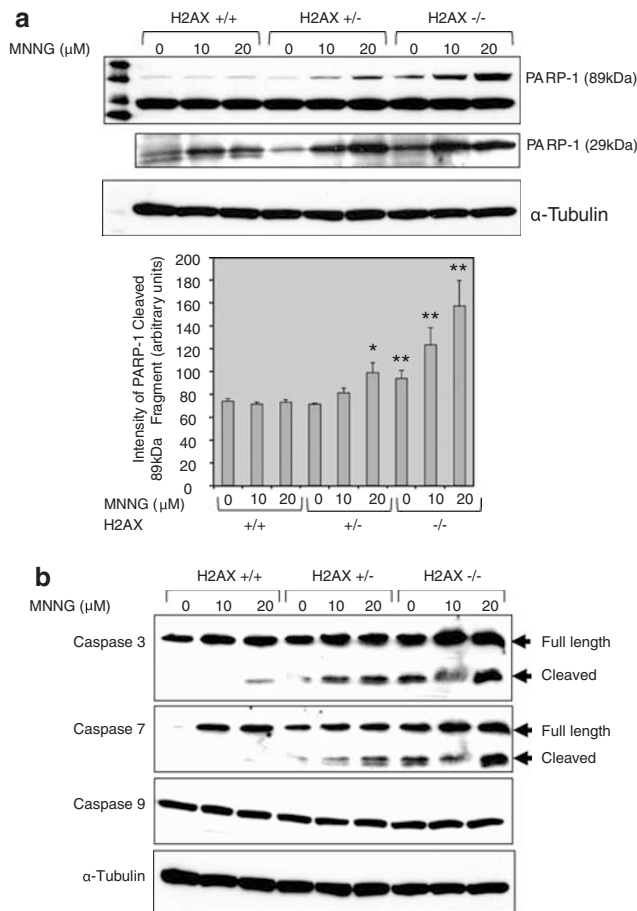 a
H2AX +/+ H2AX +/- H2AX -/-
MNNG (µM) 0 10 20 0 10 20 0 10 20
PARP-1 (89kDa)
PARP-1 (29kDa)
α-Tubulin
Intensity of PARP-1 Cleaved
89kDa Fragment (arbitrary units)
200
180
160
140
120
100
80
60
40
20
0
*
**
**
**
MNNG (µM) 0 10 20 0 10 20 0 10 20
H2AX +/+ +/- -/-
b
H2AX +/+ H2AX +/- H2AX -/-
MNNG (µM) 0 10 20 0 10 20 0 10 20
Caspase 3 Full length
Cleaved
Caspase 7 Full length
Cleaved
Caspase 9
α-Tubulin